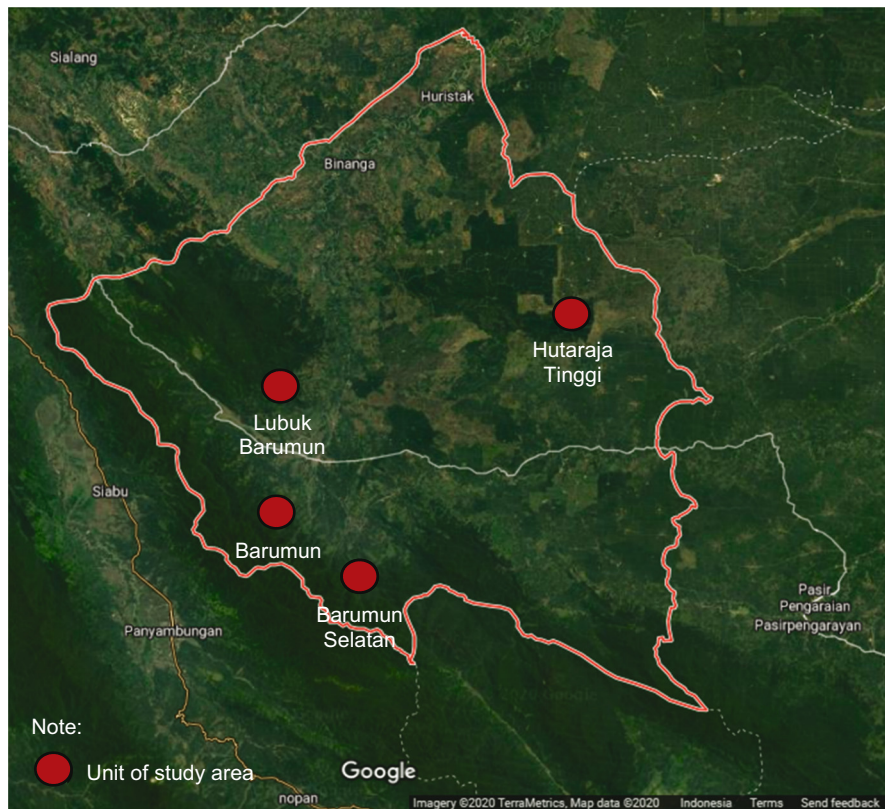 Sialang
Huristak
Binanga
Hutaraja
Tinggi
Lubuk
Barumun
Siabu
Barumun
Barumun
Selatan
Pasir
Pengaraian
Pasirpengarayan
Panyambungan
Note:
Unit of study area
Google
nopan
Imagery ©2020 TerraMetrics, Map data ©2020 Indonesia Terms Send feedback